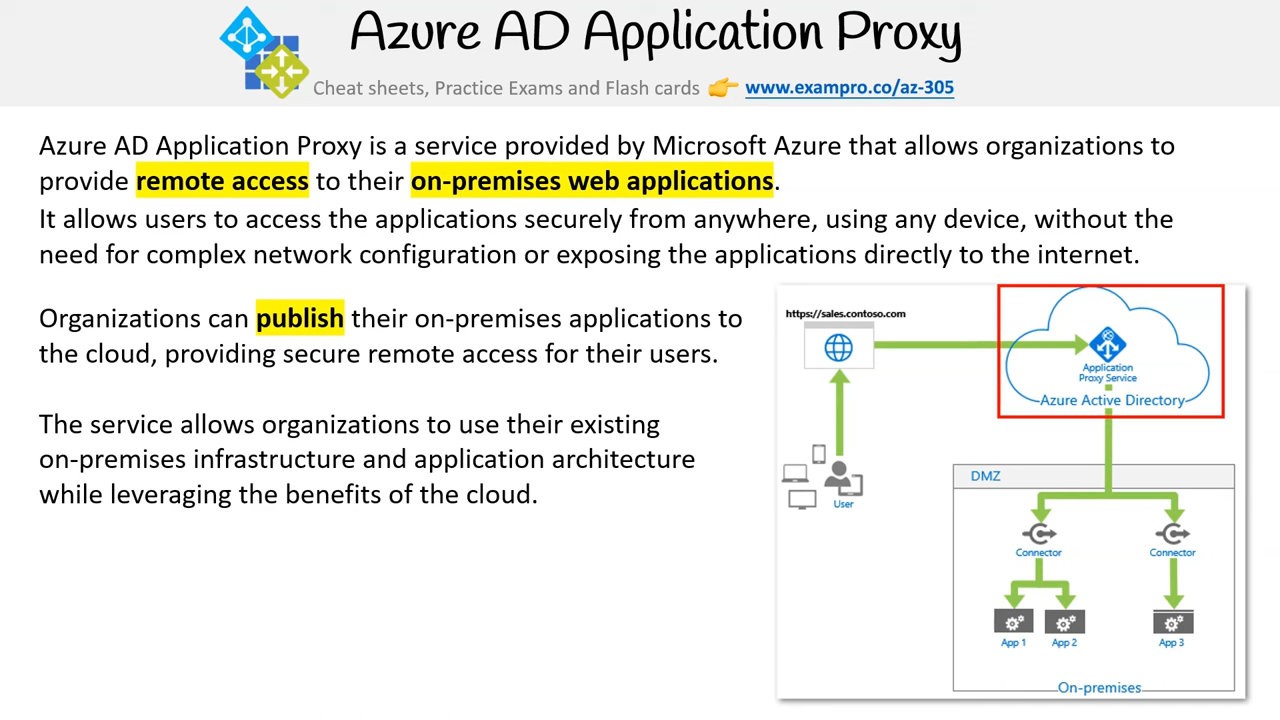 Azure AD Application Proxy
Cheat sheets, Practice Exams and Flash cards 👉 www.exampro.co/az-305
Azure AD Application Proxy is a service provided by Microsoft Azure that allows organizations to
provide remote access to their on-premises web applications.
It allows users to access the applications securely from anywhere, using any device, without the
need for complex network configuration or exposing the applications directly to the internet.
Organizations can publish their on-premises applications to
the cloud, providing secure remote access for their users.
The service allows organizations to use their existing
on-premises infrastructure and application architecture
while leveraging the benefits of the cloud.
https://sales.contoso.com
Application
Proxy Service
Azure Active Directory
User
DMZ
Connector
Connector
App 1
App 2
App 3
On-premises